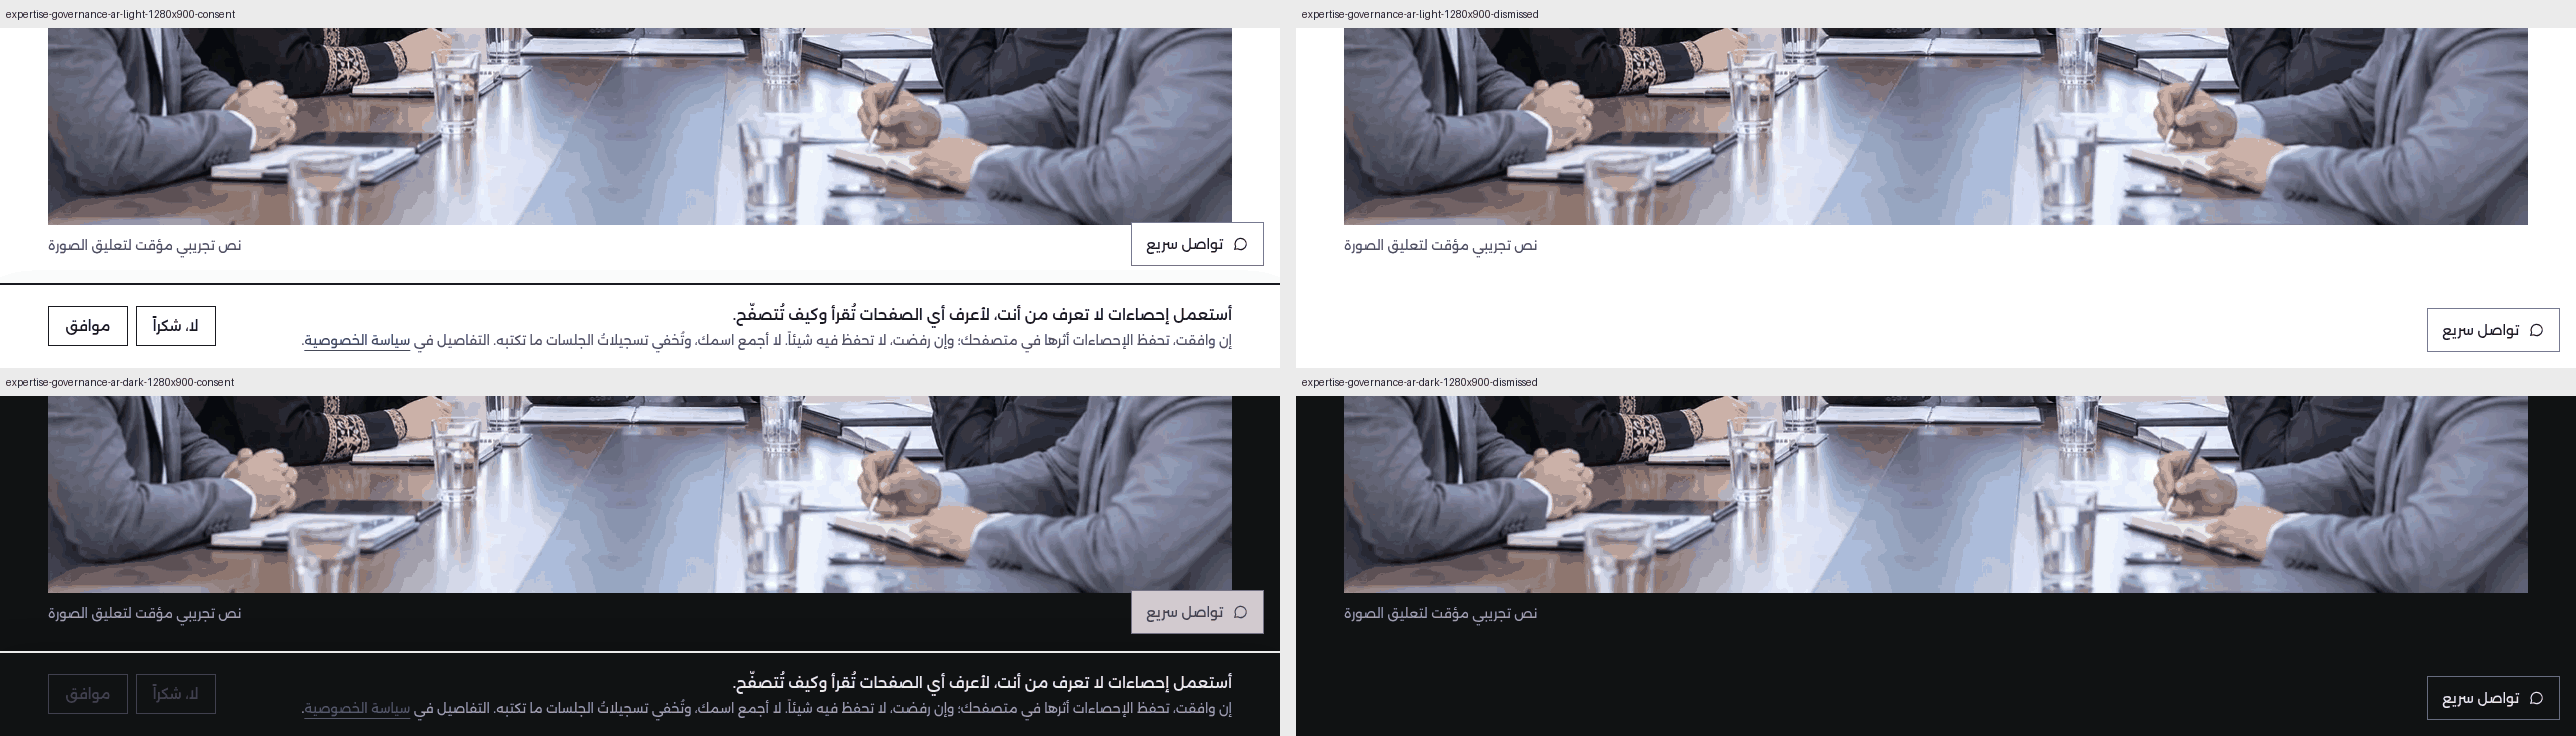 expertise-governance-ar-light-1280x900-consent
نص تجريبي مؤقت لتعليق الصورة
تواصل سريع
أستعمل إحصاءات لا تعرف من أنت، لأعرف أي الصفحات تُقرأ وكيف تُتصفّح.
إن وافقت، تحفظ الإحصاءات أثرها في متصفحك؛ وإن رفضت، لا تحفظ فيه شيئاً. لا أجمع اسمك، وتُخفي تسجيلاتُ الجلسات ما تكتبه. التفاصيل في سياسة الخصوصية.
لا، شكراً
موافق
expertise-governance-ar-light-1280x900-dismissed
نص تجريبي مؤقت لتعليق الصورة
تواصل سريع
expertise-governance-ar-dark-1280x900-consent
نص تجريبي مؤقت لتعليق الصورة
تواصل سريع
أستعمل إحصاءات لا تعرف من أنت، لأعرف أي الصفحات تُقرأ وكيف تُتصفّح.
إن وافقت، تحفظ الإحصاءات أثرها في متصفحك؛ وإن رفضت، لا تحفظ فيه شيئاً. لا أجمع اسمك، وتُخفي تسجيلاتُ الجلسات ما تكتبه. التفاصيل في سياسة الخصوصية.
لا، شكراً
موافق
expertise-governance-ar-dark-1280x900-dismissed
نص تجريبي مؤقت لتعليق الصورة
تواصل سريع